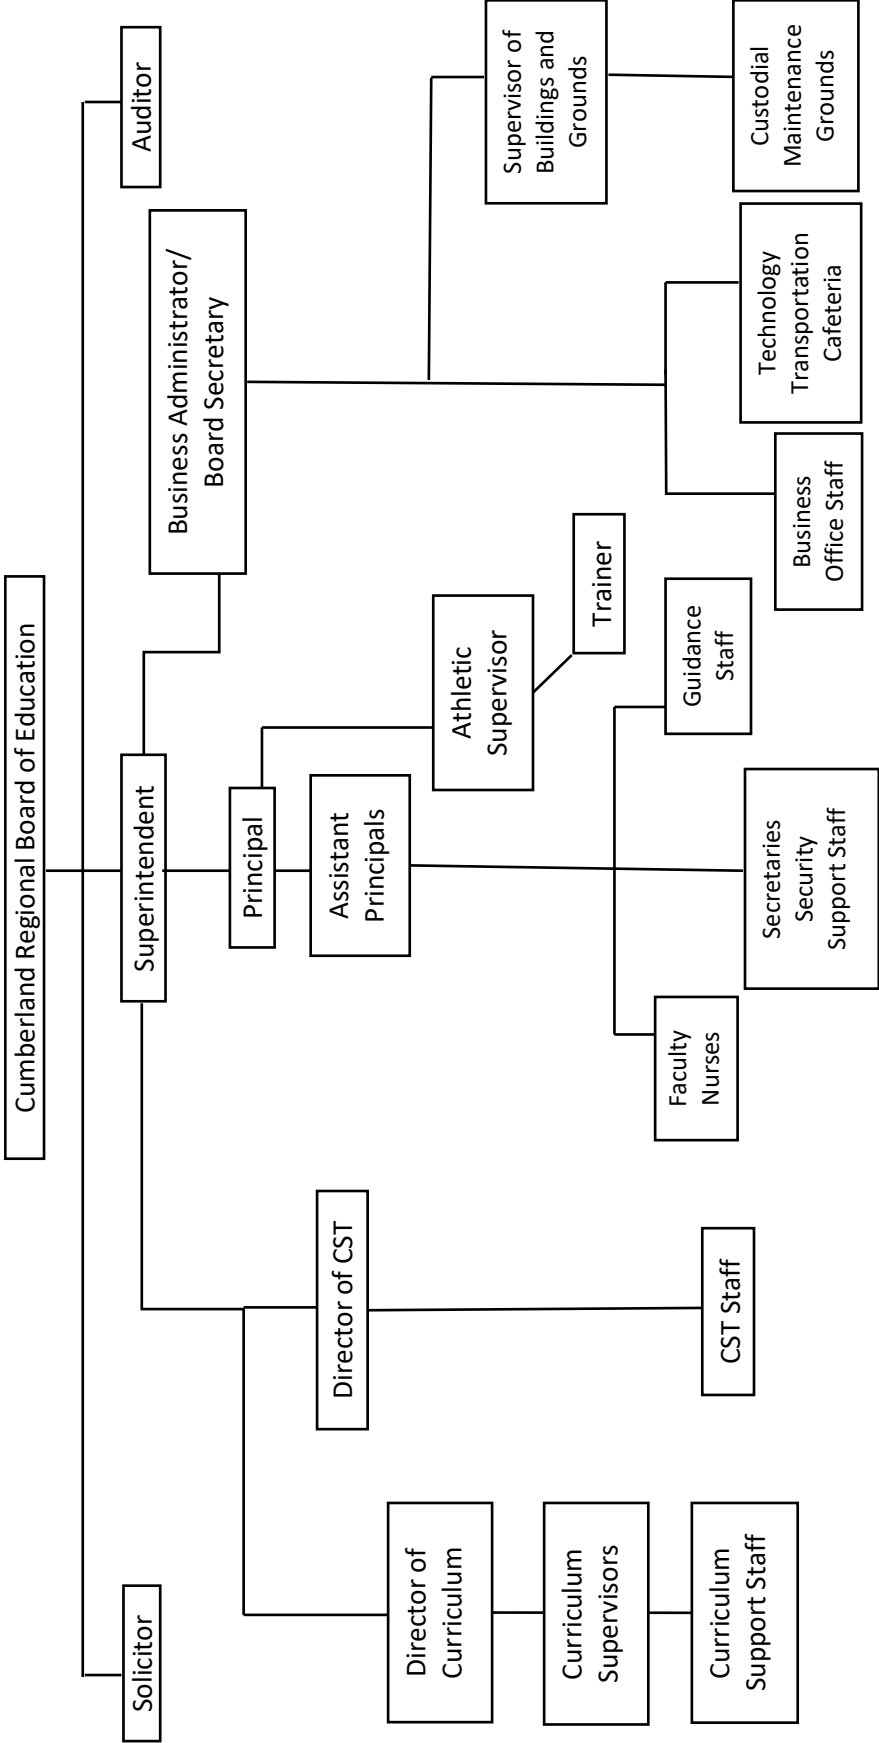 Cumberland Regional Board of Education
Solicitor
Superintendent
Auditor
Business Administrator/
Board Secretary
Principal
Director of CST
Assistant
Principals
Director of
Curriculum
Athletic
Supervisor
Supervisor of
Buildings and
Grounds
Curriculum
Supervisors
Trainer
Faculty
Nurses
Guidance
Staff
Curriculum
Support Staff
CST Staff
Secretaries
Security
Support Staff
Business
Office Staff
Technology
Transportation
Cafeteria
Custodial
Maintenance
Grounds